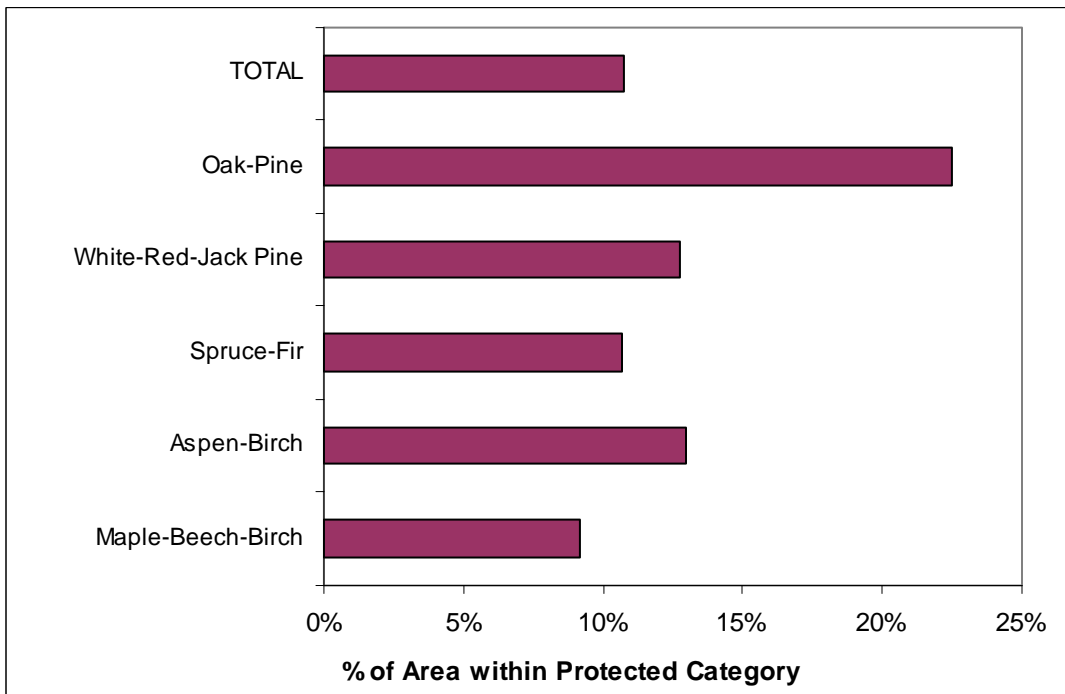 TOTAL
Oak-Pine
White-Red-Jack Pine
Spruce-Fir
Aspen-Birch
Maple-Beech-Birch
0% 5% 10% 15% 20% 25%
% of Area within Protected Category